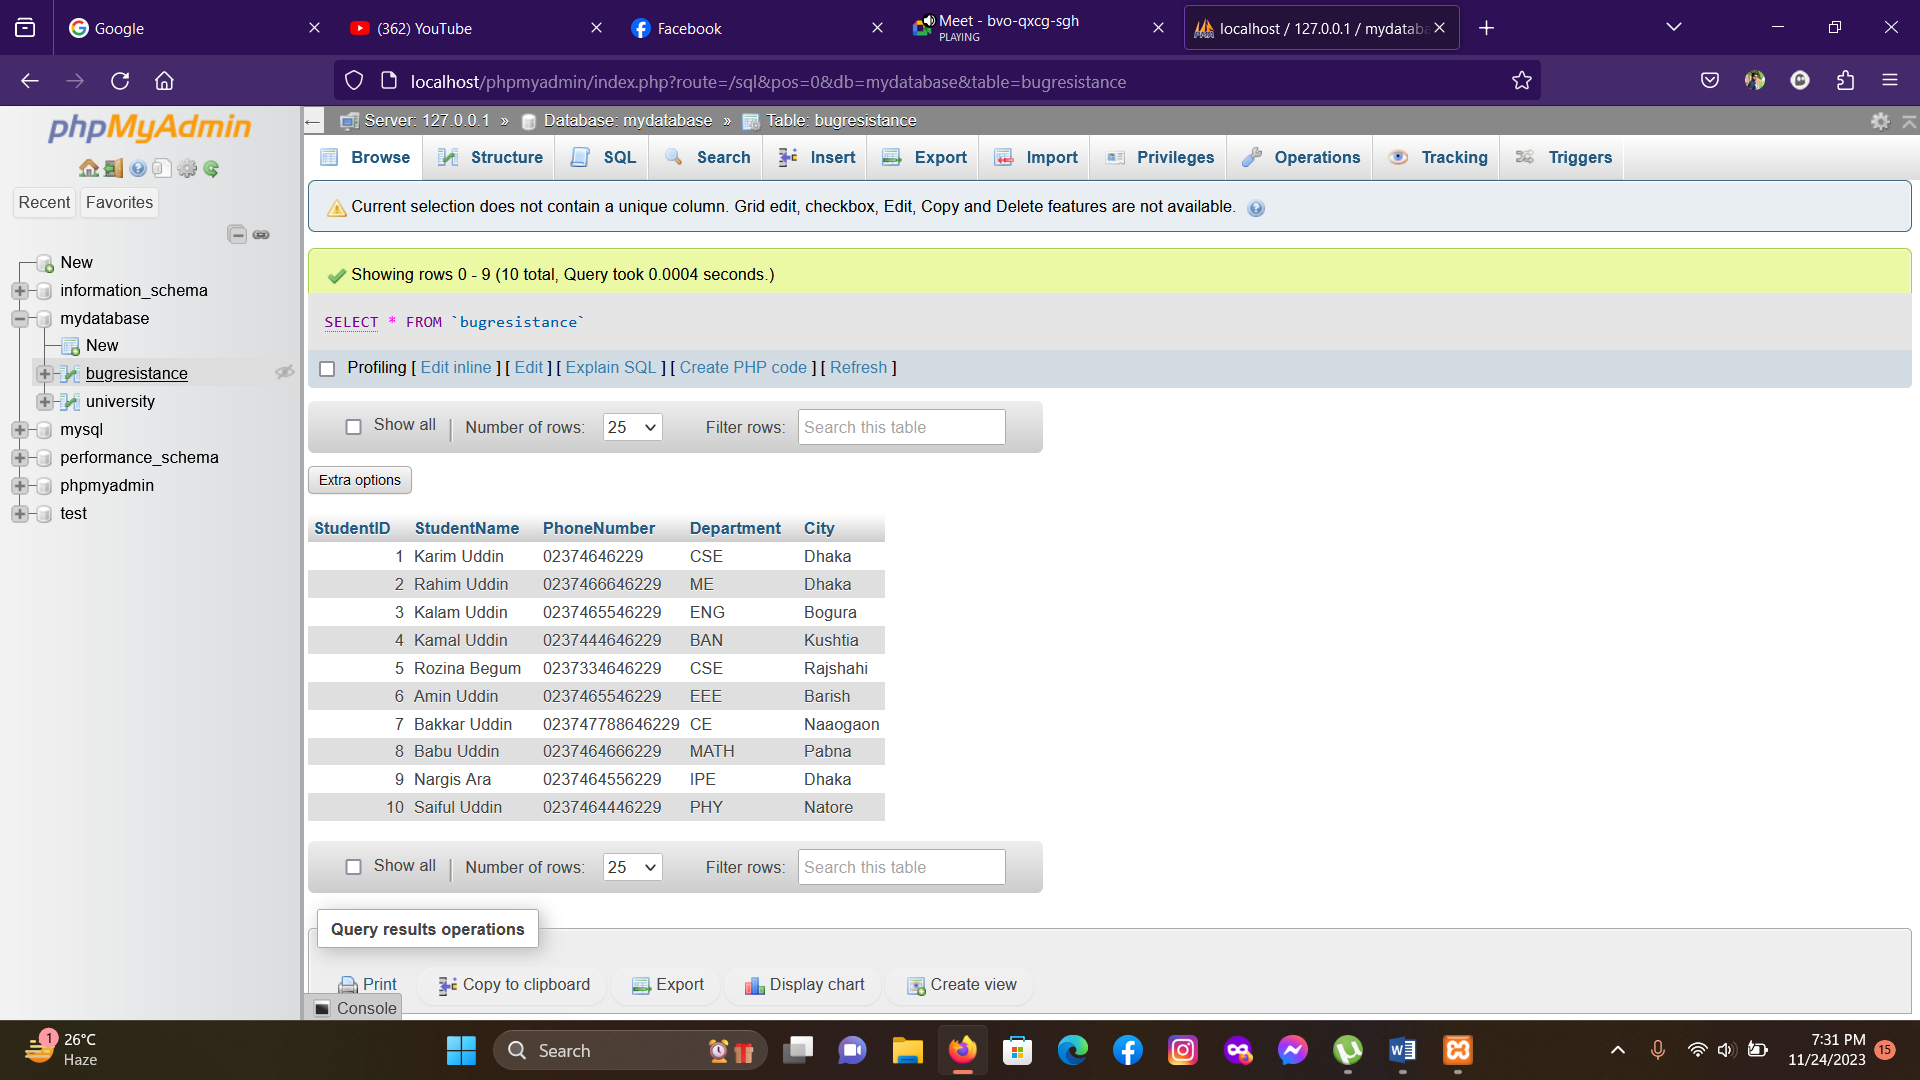 Google
(362) YouTube
Facebook
Meet - bvo-qxcg-sgh
PLAYING
localhost / 127.0.0.1 / mydataba
localhost/phpmyadmin/index.php?route=/sql&pos=0&db=mydatabase&table=bugresistance
phpMyAdmin
Recent Favorites
New
information_schema
mydatabase
New
bugresistance
university
mysql
performance_schema
phpmyadmin
test
Server: 127.0.0.1 » Database: mydatabase » Table: bugresistance
Browse Structure SQL Search Insert Export Import Privileges Operations Tracking Triggers
Current selection does not contain a unique column. Grid edit, checkbox, Edit, Copy and Delete features are not available.
Showing rows 0 - 9 (10 total, Query took 0.0004 seconds.)
SELECT * FROM `bugresistance`
Profiling [ Edit inline ] [ Edit ] [ Explain SQL ] [ Create PHP code ] [ Refresh ]
Show all | Number of rows: 25 Filter rows: Search this table
Extra options
StudentID StudentName PhoneNumber Department City
1 Karim Uddin 02374646229 CSE Dhaka
2 Rahim Uddin 0237466646229 ME Dhaka
3 Kalam Uddin 0237465546229 ENG Bogura
4 Kamal Uddin 0237444646229 BAN Kushtia
5 Rozina Begum 0237334646229 CSE Rajshahi
6 Amin Uddin 0237465546229 EEE Barish
7 Bakkar Uddin 023747788646229 CE Naaogaon
8 Babu Uddin 0237464666229 MATH Pabna
9 Nargis Ara 0237464556229 IPE Dhaka
10 Saiful Uddin 0237464446229 PHY Natore
Show all | Number of rows: 25 Filter rows: Search this table
Query results operations
Print Copy to clipboard Export Display chart Create view
Console
1
26°C
Haze
Search
7:31 PM
11/24/2023
15